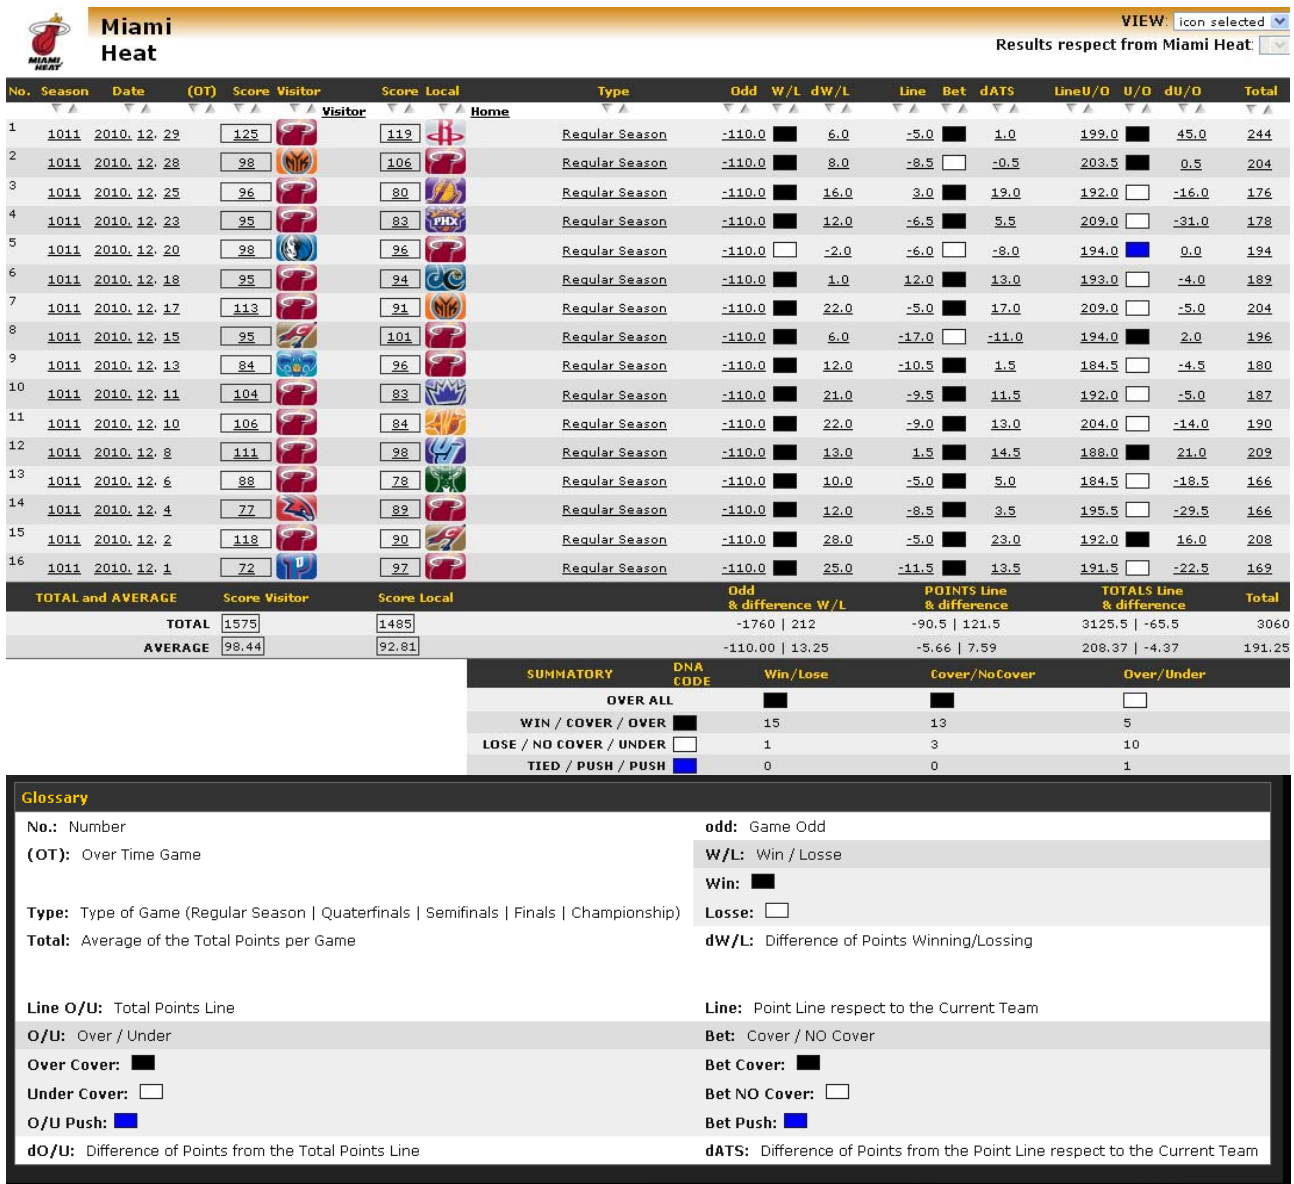 Miami
Heat
MIAMI
HEAT
VIEW: icon selected
Results respect from Miami Heat:
No. Season Date (OT) Score Visitor Score Local Type Odd W/L dW/L Line Bet dATS LineU/O U/O dU/O Total
Visitor Home
1 1011 2010. 12. 29 125 119 Regular Season -110.0 6.0 -5.0 1.0 199.0 45.0 244
2 1011 2010. 12. 28 98 NYK 106 Regular Season -110.0 8.0 -8.5 -0.5 203.5 0.5 204
3 1011 2010. 12. 25 96 80 Regular Season -110.0 16.0 3.0 19.0 192.0 -16.0 176
4 1011 2010. 12. 23 95 83 PHX Regular Season -110.0 12.0 -6.5 5.5 209.0 -31.0 178
5 1011 2010. 12. 20 98 96 Regular Season -110.0 -2.0 -6.0 -8.0 194.0 0.0 194
6 1011 2010. 12. 18 95 94 Regular Season -110.0 1.0 12.0 13.0 193.0 -4.0 189
7 1011 2010. 12. 17 113 91 NYK Regular Season -110.0 22.0 -5.0 17.0 209.0 -5.0 204
8 1011 2010. 12. 15 95 101 Regular Season -110.0 6.0 -17.0 -11.0 194.0 2.0 196
9 1011 2010. 12. 13 84 96 Regular Season -110.0 12.0 -10.5 1.5 184.5 -4.5 180
10 1011 2010. 12. 11 104 83 Regular Season -110.0 21.0 -9.5 11.5 192.0 -5.0 187
11 1011 2010. 12. 10 106 84 Regular Season -110.0 22.0 -9.0 13.0 204.0 -14.0 190
12 1011 2010. 12. 8 111 98 Regular Season -110.0 13.0 1.5 14.5 188.0 21.0 209
13 1011 2010. 12. 6 88 78 Regular Season -110.0 10.0 -5.0 5.0 184.5 -18.5 166
14 1011 2010. 12. 4 77 89 Regular Season -110.0 12.0 -8.5 3.5 195.5 -29.5 166
15 1011 2010. 12. 2 118 90 Regular Season -110.0 28.0 -5.0 23.0 192.0 16.0 208
16 1011 2010. 12. 1 72 97 Regular Season -110.0 25.0 -11.5 13.5 191.5 -22.5 169
TOTAL and AVERAGE Score Visitor Score Local Odd & difference W/L POINTS Line & difference TOTALS Line & difference Total
TOTAL 1575 1485 -1760 | 212 -90.5 | 121.5 3125.5 | -65.5 3060
AVERAGE 98.44 92.81 -110.00 | 13.25 -5.66 | 7.59 208.37 | -4.37 191.25
SUMMATORY DNA CODE Win/Lose Cover/NoCover Over/Under
OVER ALL
WIN / COVER / OVER 15 13 5
LOSE / NO COVER / UNDER 1 3 10
TIED / PUSH / PUSH 0 0 1
Glossary
No.: Number odd: Game Odd
(OT): Over Time Game W/L: Win / Losse
Win:
Type: Type of Game (Regular Season | Quaterfinals | Semifinals | Finals | Championship) Losse:
Total: Average of the Total Points per Game dW/L: Difference of Points Winning/Lossing
Line O/U: Total Points Line Line: Point Line respect to the Current Team
O/U: Over / Under Bet: Cover / NO Cover
Over Cover: Bet Cover:
Under Cover: Bet NO Cover:
O/U Push: Bet Push:
dO/U: Difference of Points from the Total Points Line dATS: Difference of Points from the Point Line respect to the Current Team